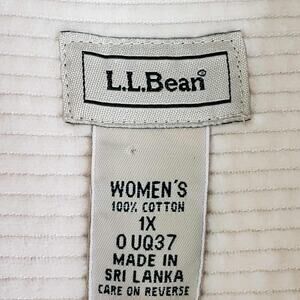 L.L.Bean®
WOMEN'S
100% COTTON
1X
0 UQ37
MADE IN
SRI LANKA
CARE ON REVERSE